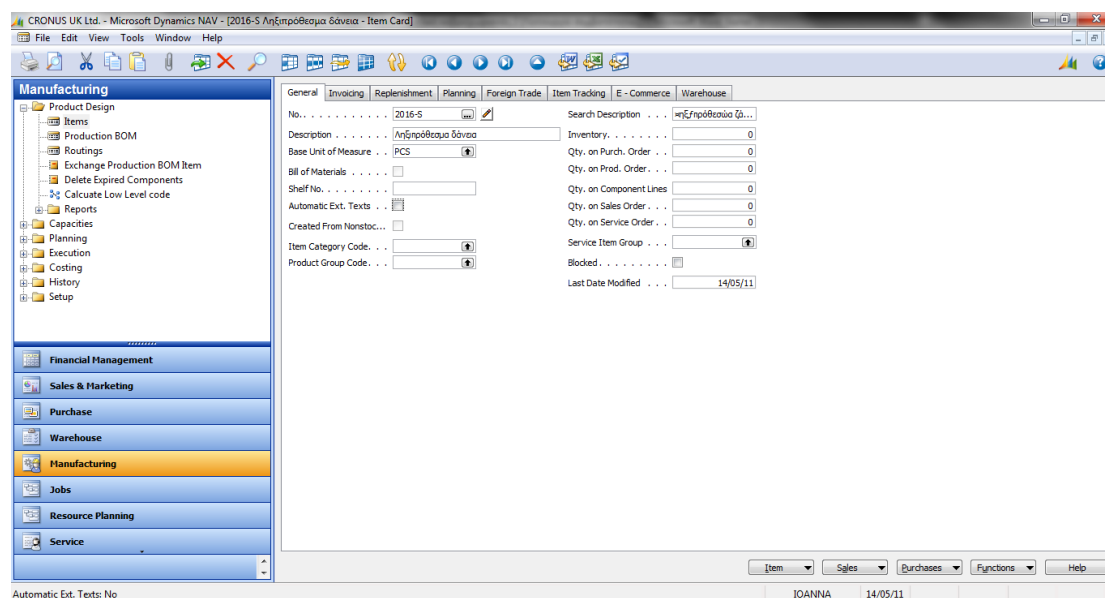 CRONUS UK Ltd. - Microsoft Dynamics NAV - [2016-S Ληξιπρόθεσμα δάνεια - Item Card]
File Edit View Tools Window Help
Manufacturing
Product Design
Items
Production BOM
Routings
Exchange Production BOM Item
Delete Expired Components
Calcuate Low Level code
Reports
Capacities
Planning
Execution
Costing
History
Setup
Financial Management
Sales & Marketing
Purchase
Warehouse
Manufacturing
Jobs
Resource Planning
Service
General Invoicing Replenishment Planning Foreign Trade Item Tracking E - Commerce Warehouse
No. . . . . . . . . . . . 2016-S
Description . . . . . . . Ληξιπρόθεσμα δάνεια
Base Unit of Measure . . PCS
Bill of Materials . . . . .
Shelf No. . . . . . . . .
Automatic Ext. Texts . .
Created From Nonstoc...
Item Category Code. . .
Product Group Code. . .
Search Description . . .
Inventory. . . . . . . . 0
Qty. on Purch. Order . . 0
Qty. on Prod. Order. . . 0
Qty. on Component Lines 0
Qty. on Sales Order. . . 0
Qty. on Service Order. . 0
Service Item Group . . .
Blocked. . . . . . . . .
Last Date Modified . . . 14/05/11
Item Sales Purchases Functions Help
Automatic Ext. Texts: No IOANNA 14/05/11